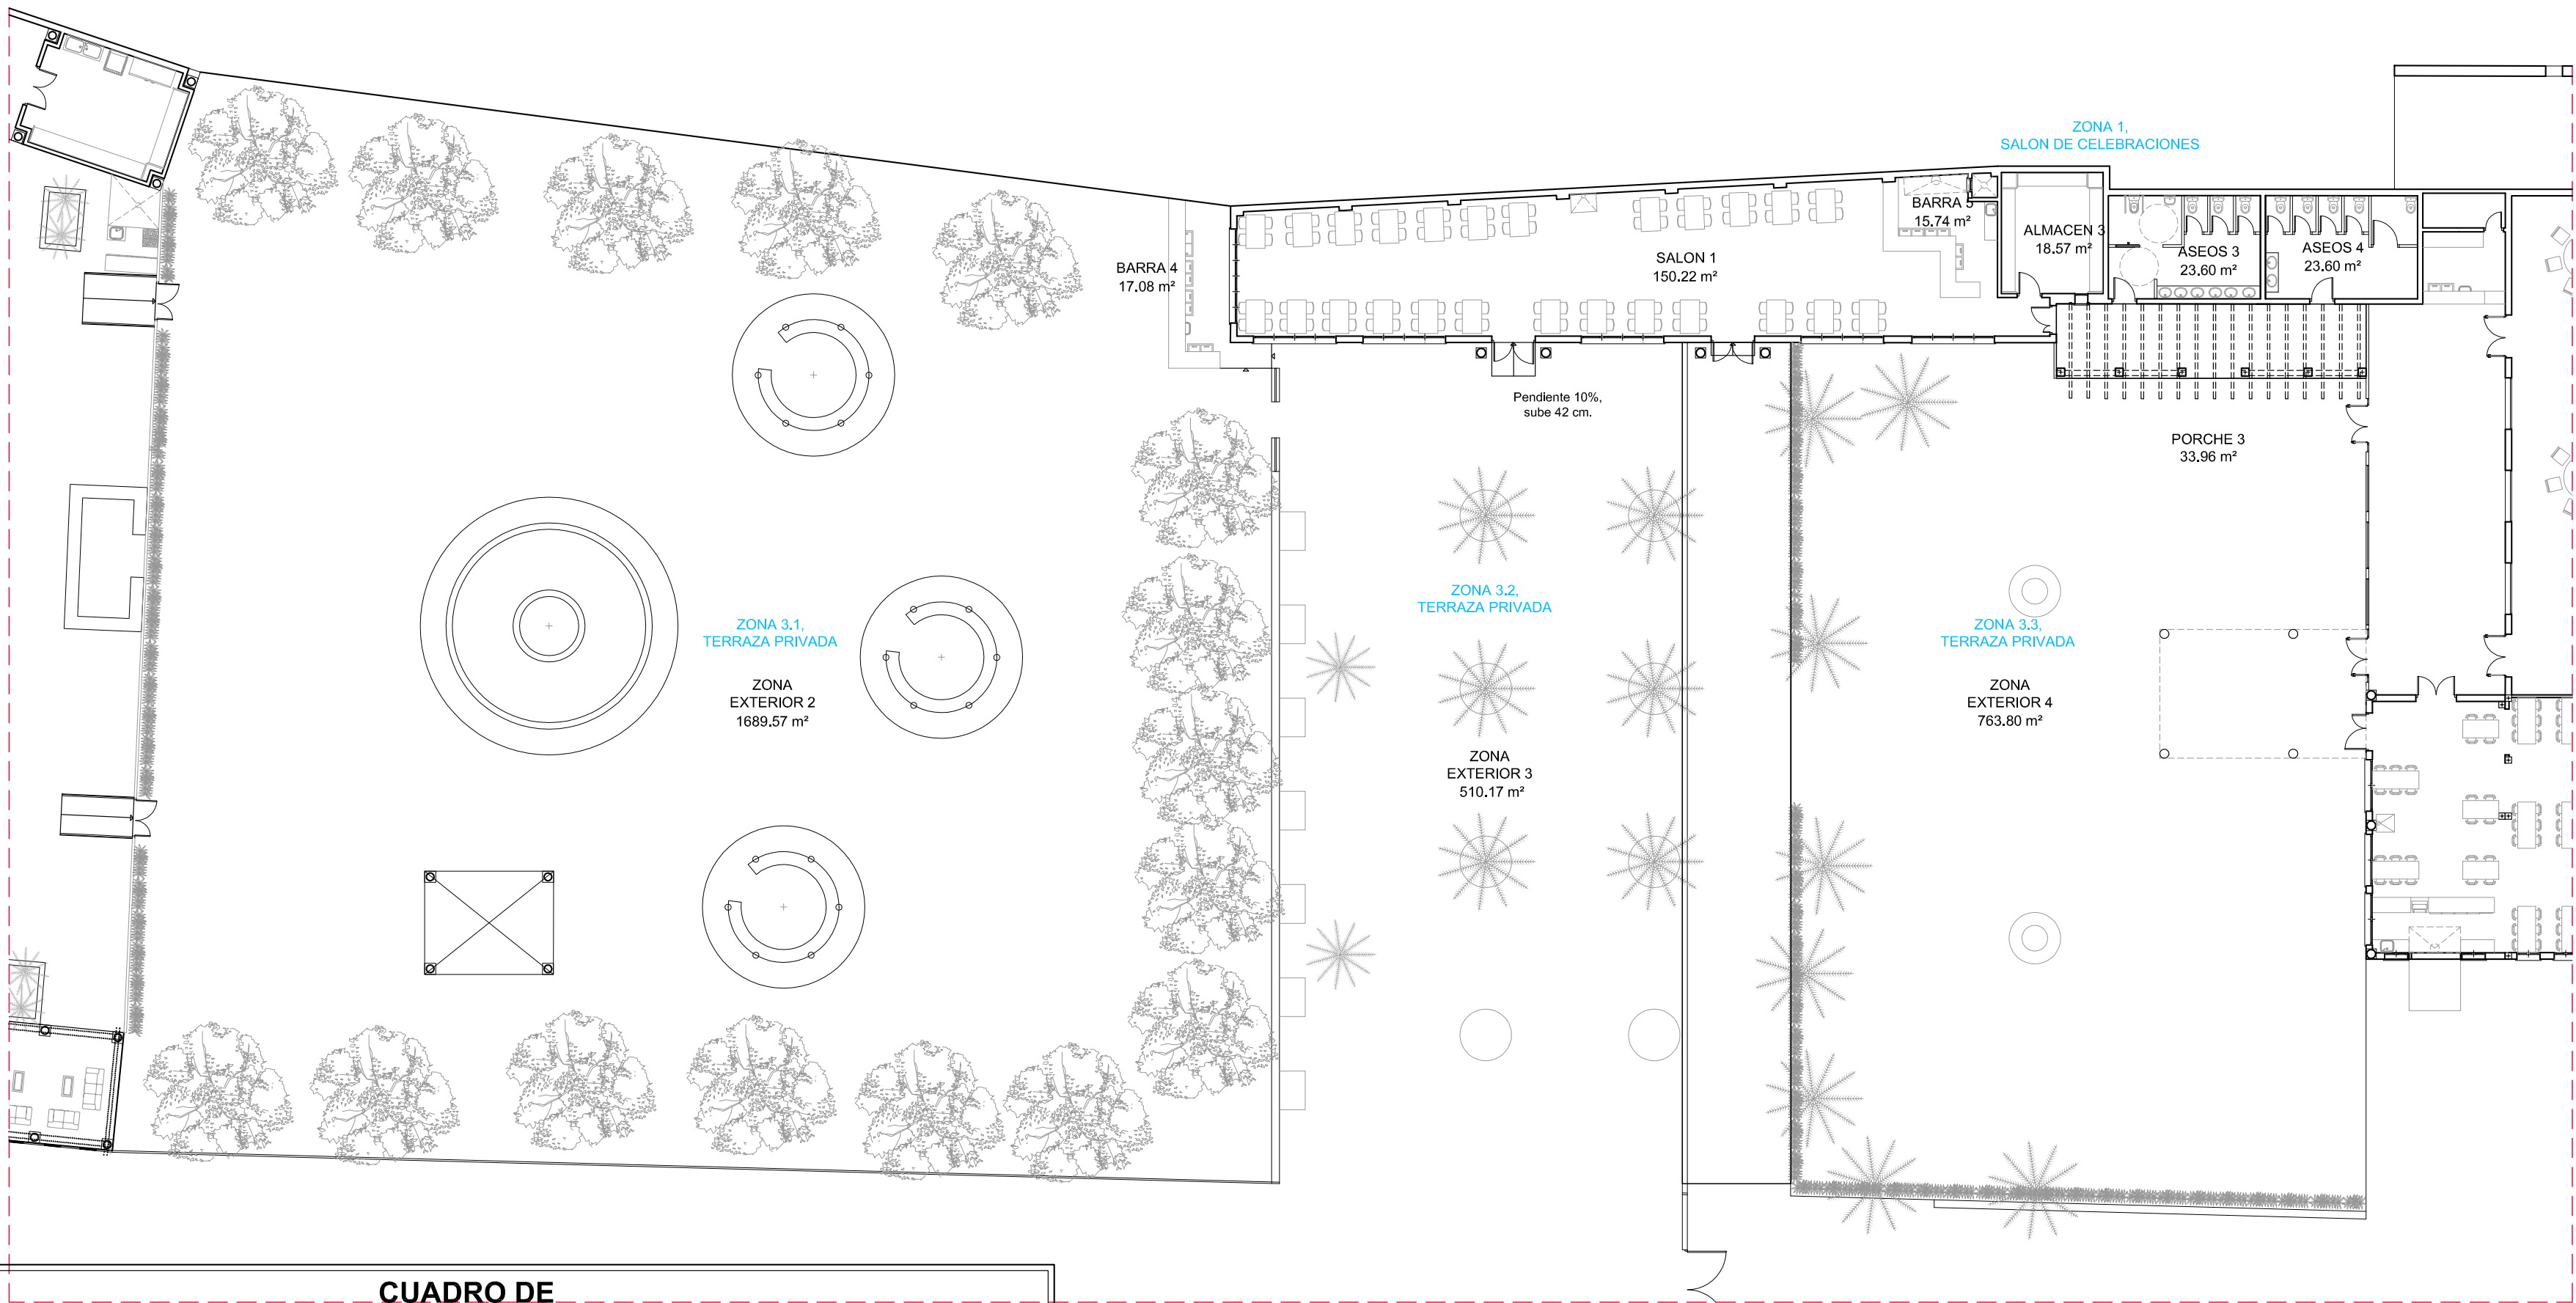 ZONA 1,
SALON DE CELEBRACIONES
BARRA 5
15.74 m²
ALMACEN 3
18.57 m²
ASEOS 3
23.60 m²
ASEOS 4
23.60 m²
SALON 1
150.22 m²
BARRA 4
17.08 m²
Pendiente 10%,
sube 42 cm.
PORCHE 3
33.96 m²
ZONA 3.1,
TERRAZA PRIVADA
ZONA
EXTERIOR 2
1689.57 m²
ZONA 3.2,
TERRAZA PRIVADA
ZONA
EXTERIOR 3
510.17 m²
ZONA 3.3,
TERRAZA PRIVADA
ZONA
EXTERIOR 4
763.80 m²
CUADRO DE